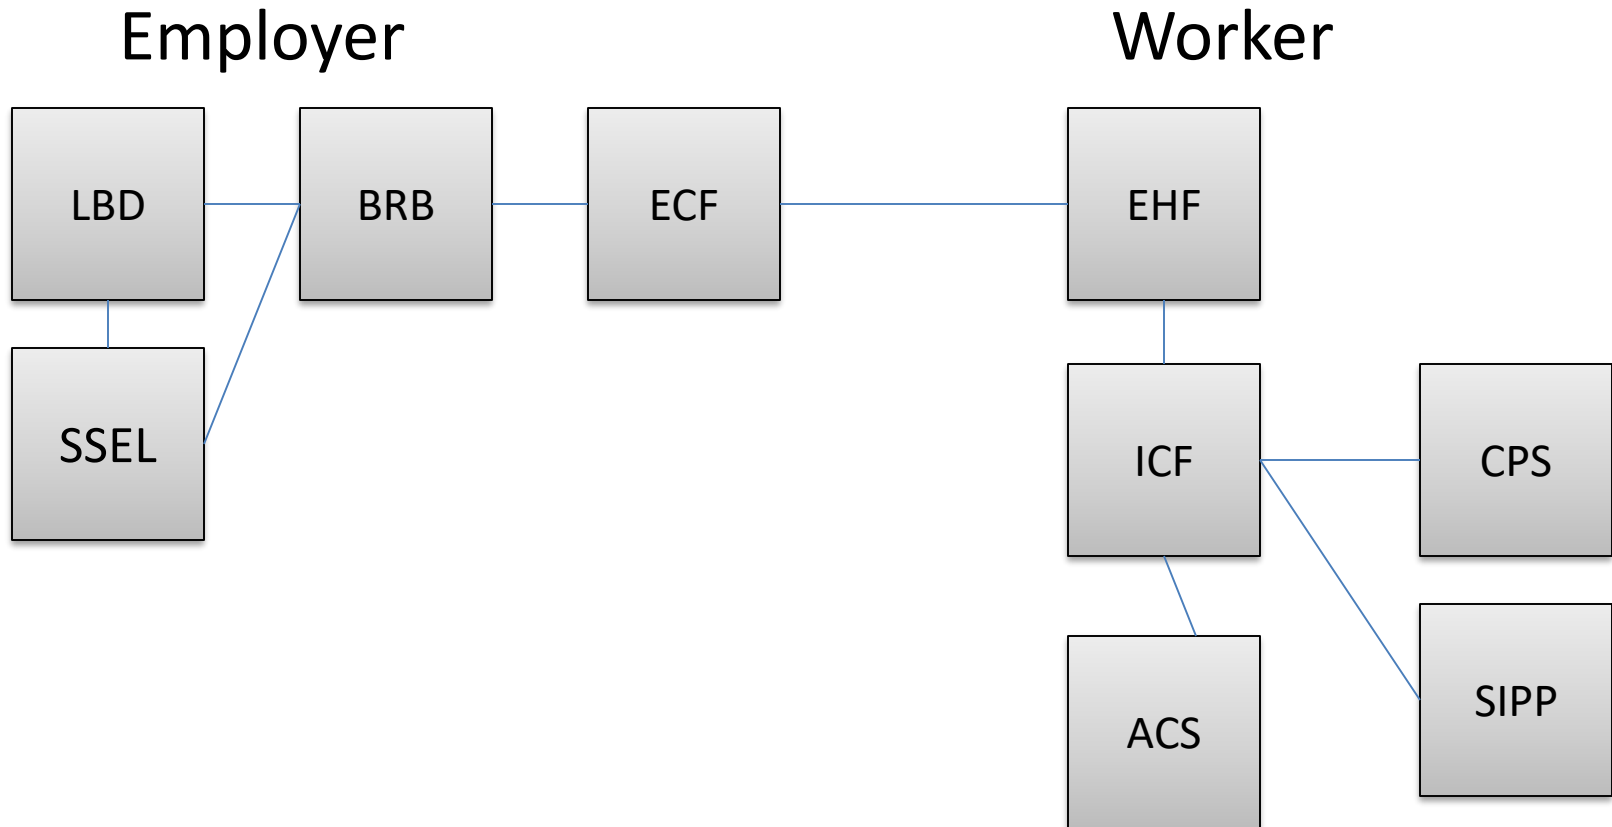 Employer
Worker
LBD
BRB
ECF
EHF
SSEL
ICF
CPS
ACS
SIPP